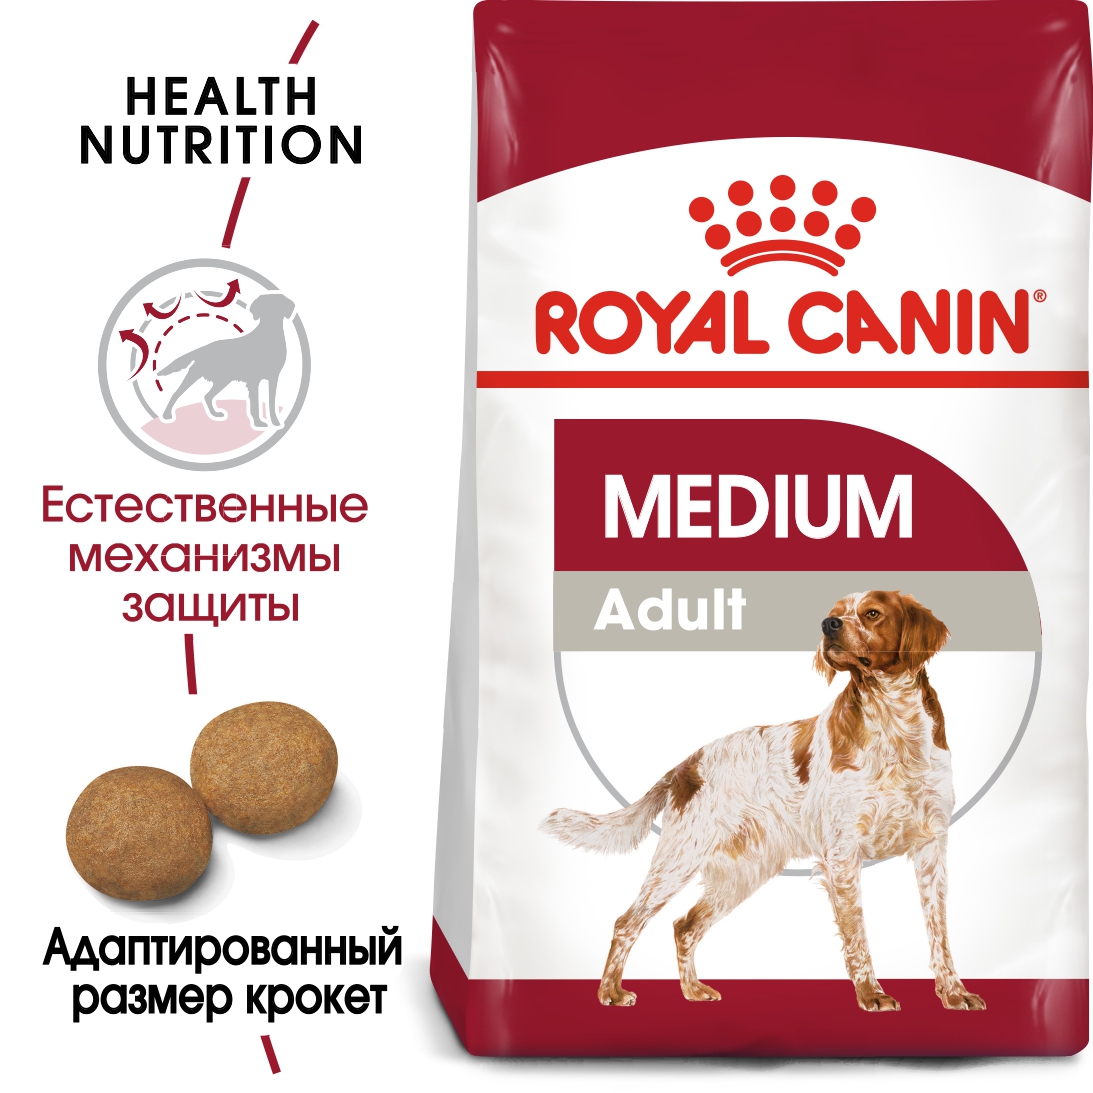 HEALTH
NUTRITION
Естественные
механизмы
защиты
Адаптированный
размер крокет
ROYAL CANIN®
MEDIUM
Adult